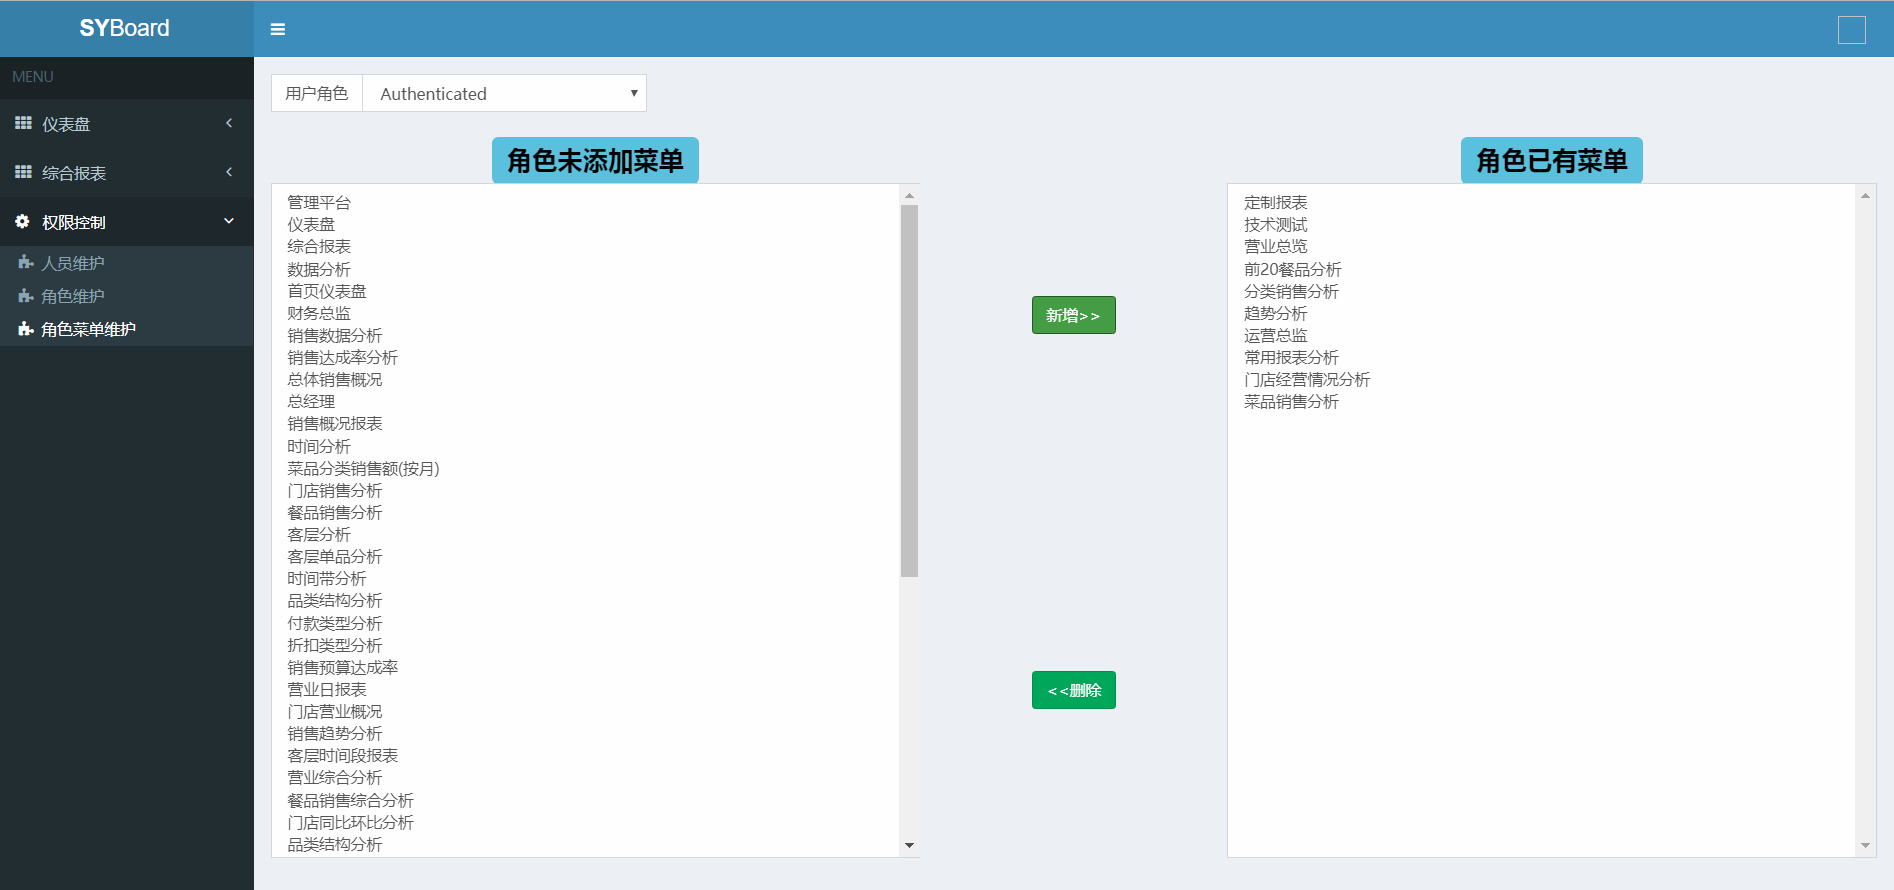 SYBoard
MENU
仪表盘
综合报表
权限控制
人员维护
角色维护
角色菜单维护
用户角色 Authenticated
角色未添加菜单
管理平台
仪表盘
综合报表
数据分析
首页仪表盘
财务总监
销售数据分析
销售达成率分析
总体销售概况
总经理
销售概况报表
时间分析
菜品分类销售额(按月)
门店销售分析
餐品销售分析
客层分析
客层单品分析
时间带分析
品类结构分析
付款类型分析
折扣类型分析
销售预算达成率
营业日报表
门店营业概况
销售趋势分析
客层时间段报表
营业综合分析
餐品销售综合分析
门店同比环比分析
品类结构分析
新增>>
<<删除
角色已有菜单
定制报表
技术测试
营业总览
前20餐品分析
分类销售分析
趋势分析
运营总监
常用报表分析
门店经营情况分析
菜品销售分析